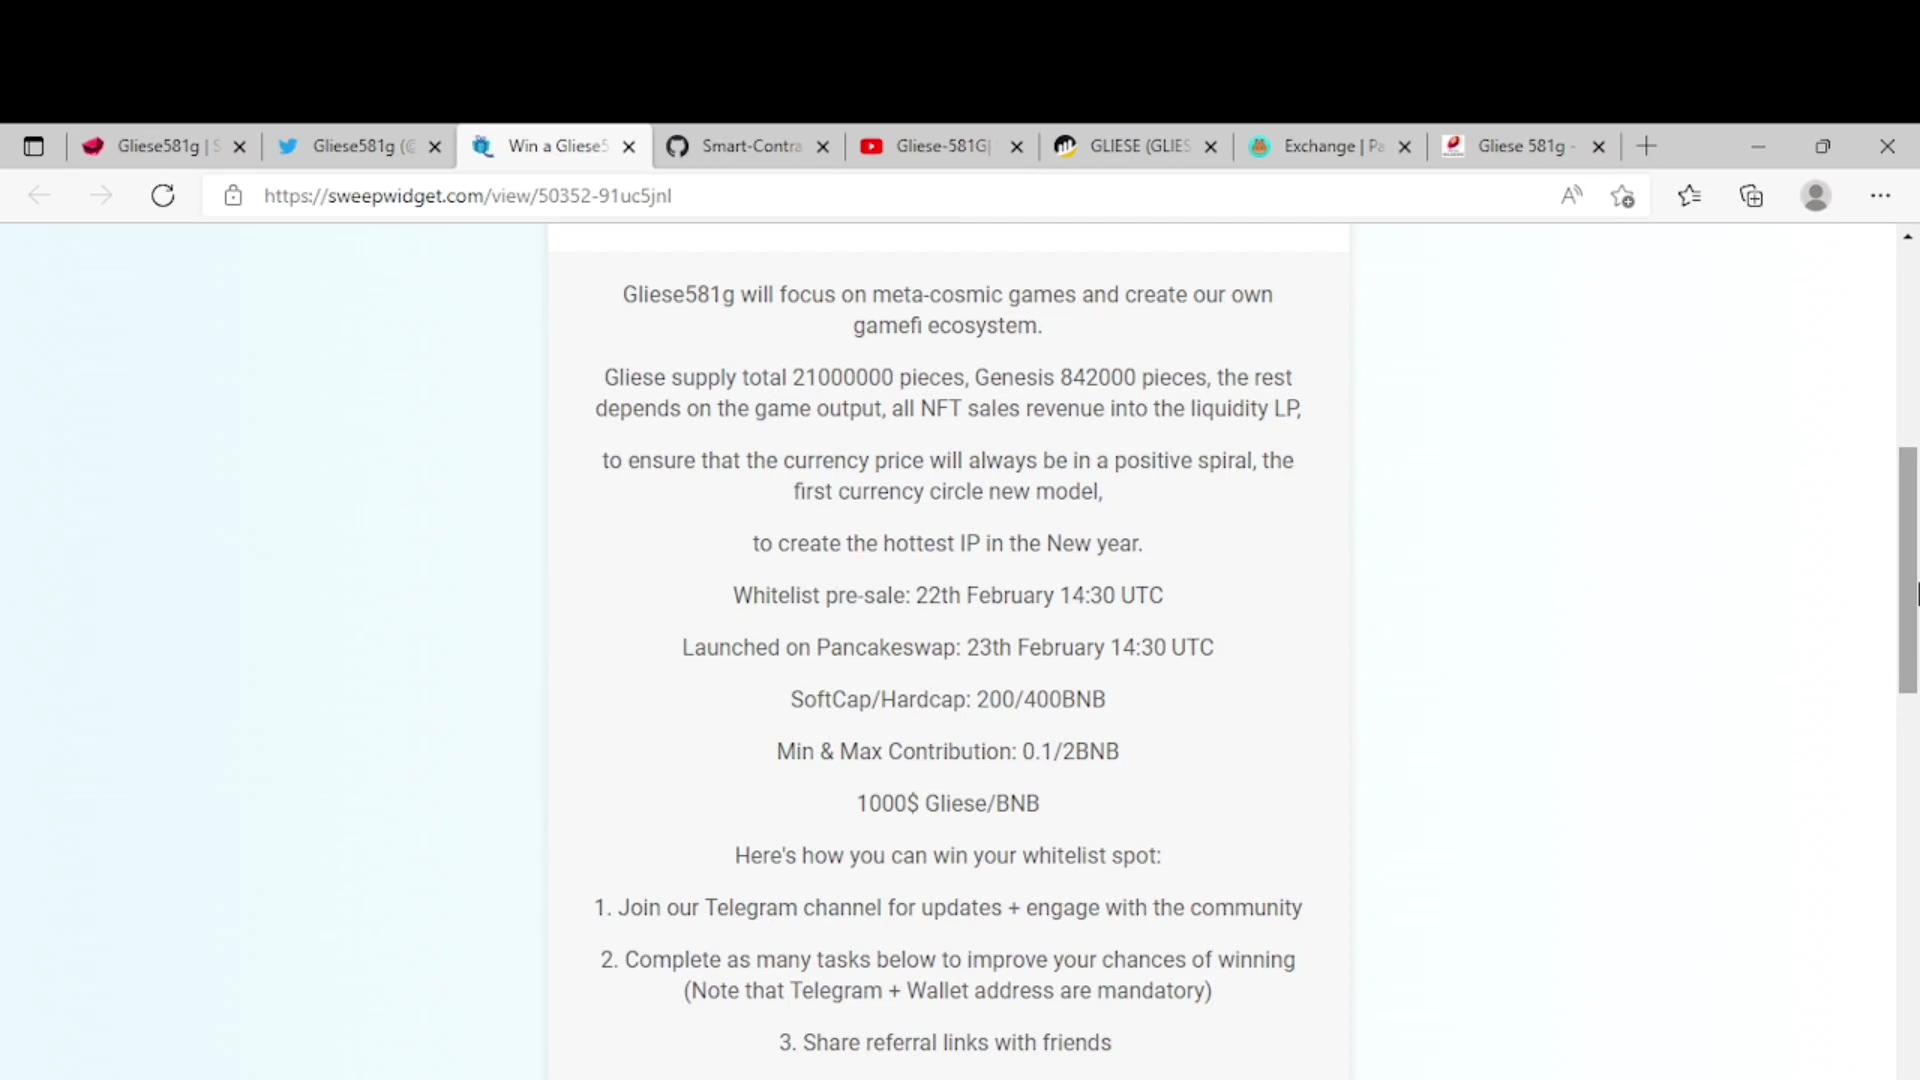 Gliese581g | S
Gliese581g (@
Win a Gliese5
Smart-Contra
Gliese-581G|
GLIESE (GLIES
Exchange | Pa
Gliese 581g -
https://sweepwidget.com/view/50352-91uc5jnl
Gliese581g will focus on meta-cosmic games and create our own
gamefi ecosystem.
Gliese supply total 21000000 pieces, Genesis 842000 pieces, the rest
depends on the game output, all NFT sales revenue into the liquidity LP,
to ensure that the currency price will always be in a positive spiral, the
first currency circle new model,
to create the hottest IP in the New year.
Whitelist pre-sale: 22th February 14:30 UTC
Launched on Pancakeswap: 23th February 14:30 UTC
SoftCap/Hardcap: 200/400BNB
Min & Max Contribution: 0.1/2BNB
1000$ Gliese/BNB
Here's how you can win your whitelist spot:
1. Join our Telegram channel for updates + engage with the community
2. Complete as many tasks below to improve your chances of winning
(Note that Telegram + Wallet address are mandatory)
3. Share referral links with friends